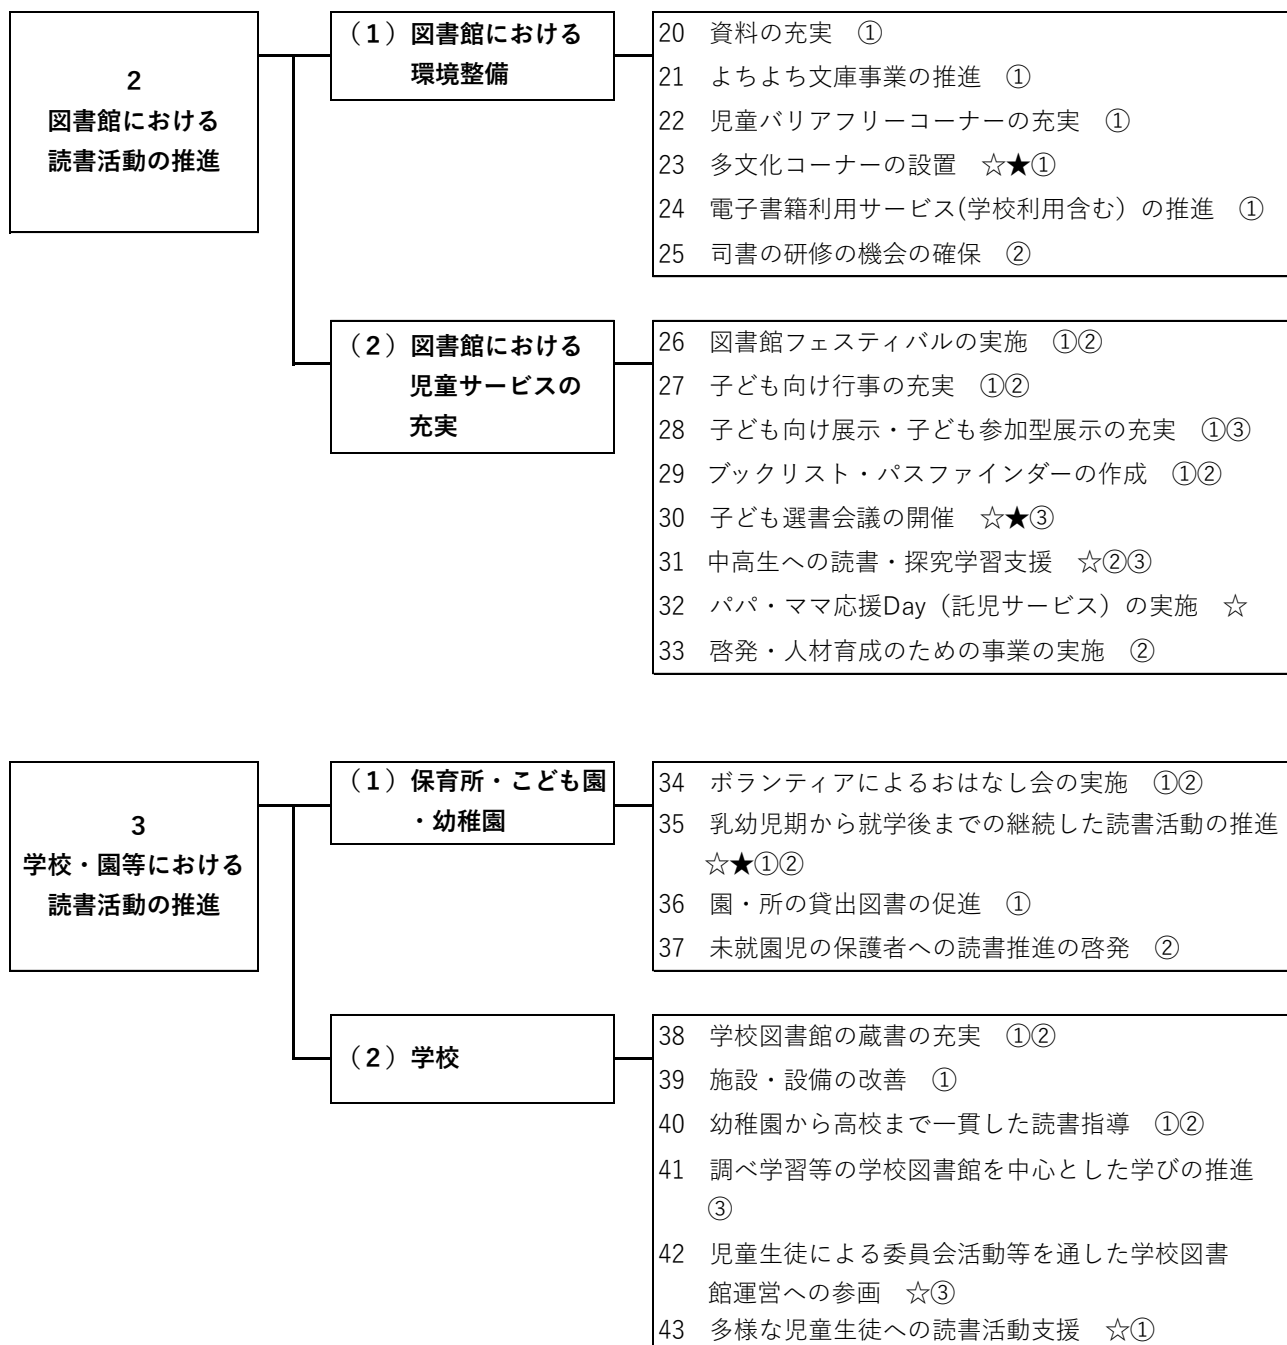 2
図書館における
読書活動の推進
（1）図書館における
環境整備
20 資料の充実 ①
21 よちよち文庫事業の推進 ①
22 児童バリアフリーコーナーの充実 ①
23 多文化コーナーの設置 ☆★①
24 電子書籍利用サービス(学校利用含む）の推進 ①
25 司書の研修の機会の確保 ②
（2）図書館における
児童サービスの
充実
26 図書館フェスティバルの実施 ①②
27 子ども向け行事の充実 ①②
28 子ども向け展示・子ども参加型展示の充実 ①③
29 ブックリスト・パスファインダーの作成 ①②
30 子ども選書会議の開催 ☆★③
31 中高生への読書・探究学習支援 ☆②③
32 パパ・ママ応援Day（託児サービス）の実施 ☆
33 啓発・人材育成のための事業の実施 ②
3
学校・園等における
読書活動の推進
（1）保育所・こども園
・幼稚園
34 ボランティアによるおはなし会の実施 ①②
35 乳幼児期から就学後までの継続した読書活動の推進
☆★①②
36 園・所の貸出図書の促進 ①
37 未就園児の保護者への読書推進の啓発 ②
（2）学校
38 学校図書館の蔵書の充実 ①②
39 施設・設備の改善 ①
40 幼稚園から高校まで一貫した読書指導 ①②
41 調べ学習等の学校図書館を中心とした学びの推進
③
42 児童生徒による委員会活動等を通した学校図書
館運営への参画 ☆③
43 多様な児童生徒への読書活動支援 ☆①